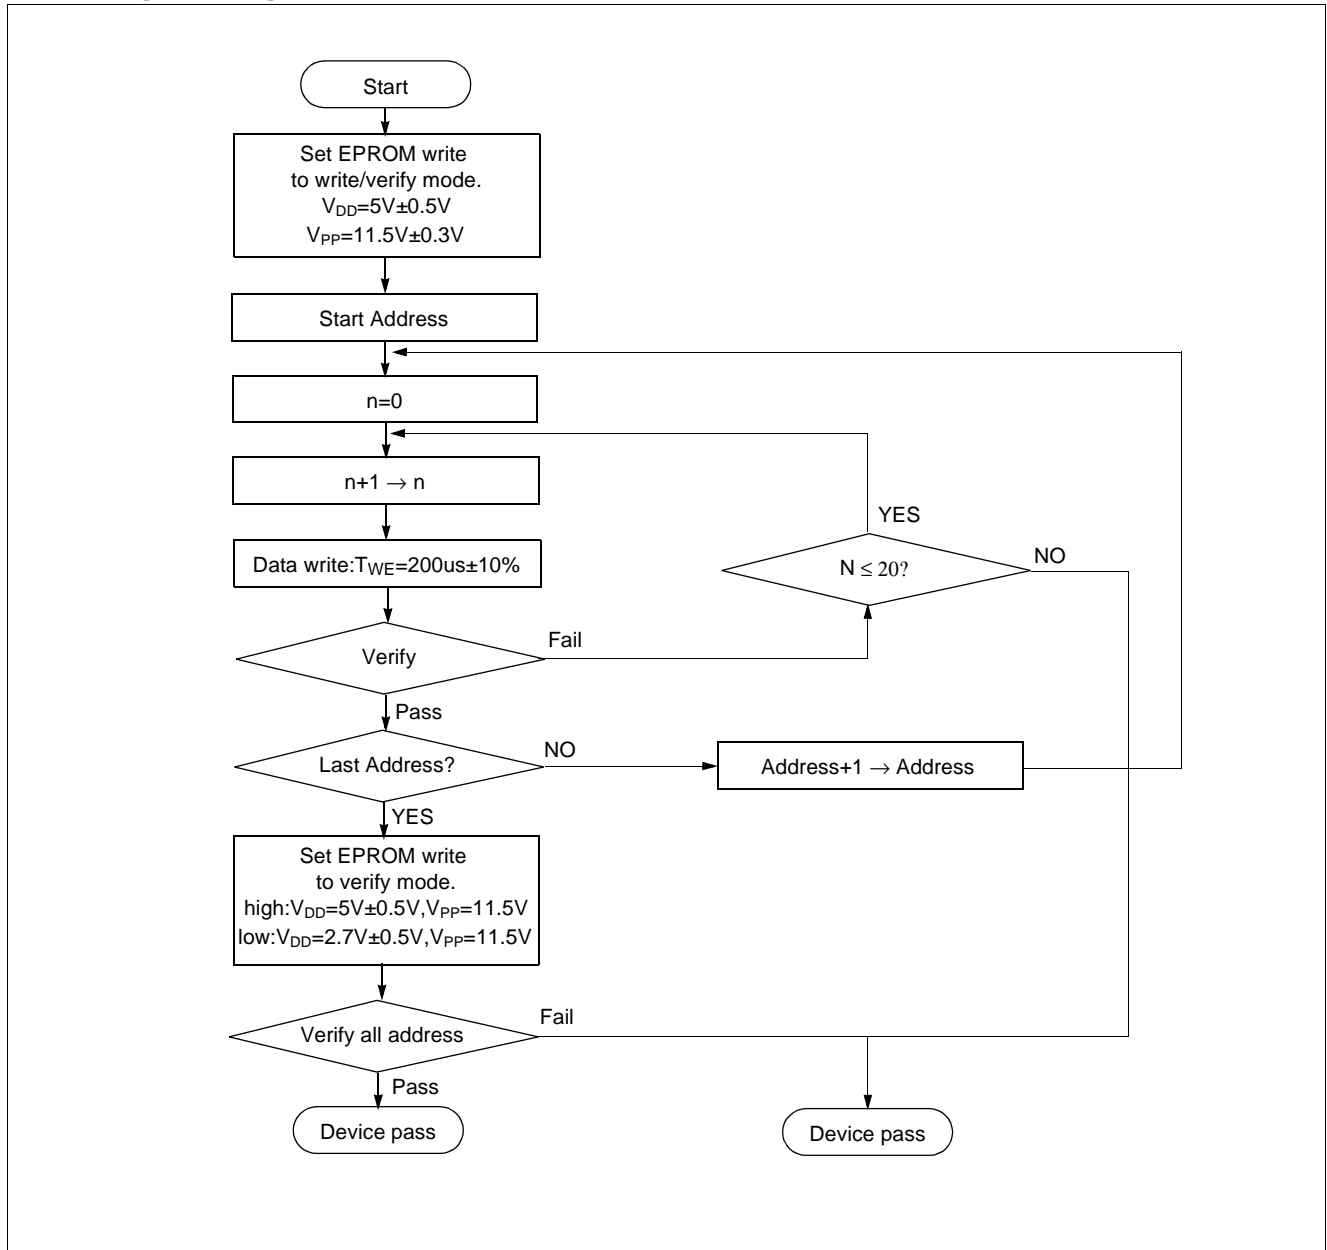 Start
Set EPROM write
to write/verify mode.
VDD=5V±0.5V
VPP=11.5V±0.3V
Start Address
n=0
n+1 → n
YES
Data write:TWE=200us±10%
N ≤ 20?
NO
Fail
Verify
Pass
NO
Last Address?
Address+1 → Address
YES
Set EPROM write
to verify mode.
high:VDD=5V±0.5V,VPP=11.5V
low:VDD=2.7V±0.5V,VPP=11.5V
Fail
Verify all address
Pass
Device pass
Device pass